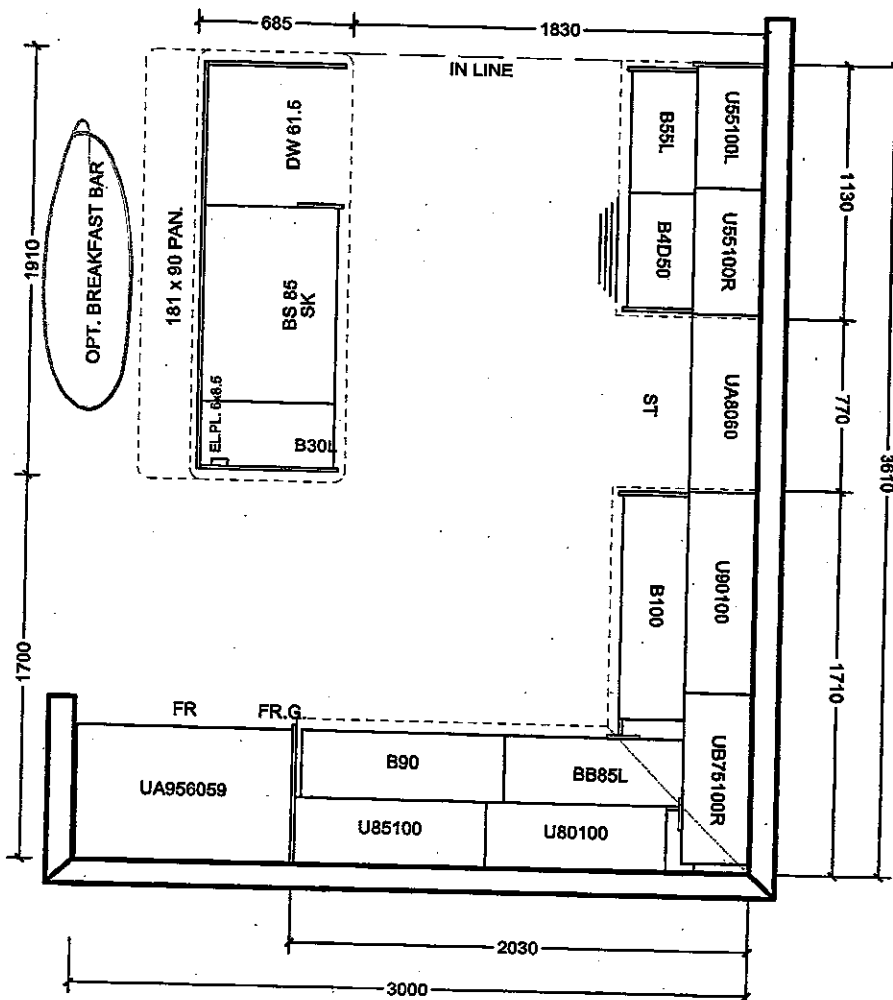 685
1830
IN LINE
1910
OPT. BREAKFAST BAR
181 x 90 PAN.
DW 61.5
BS 85
SK
EL.PL. 6x8.5
B30L
B55L
U55100L
B4D50
U55100R
1130
ST
UA8060
770
3610
B100
U90100
1710
1700
FR
FR.G.
UA956059
B90
BB85L
UB75100R
U85100
U80100
2030
3000